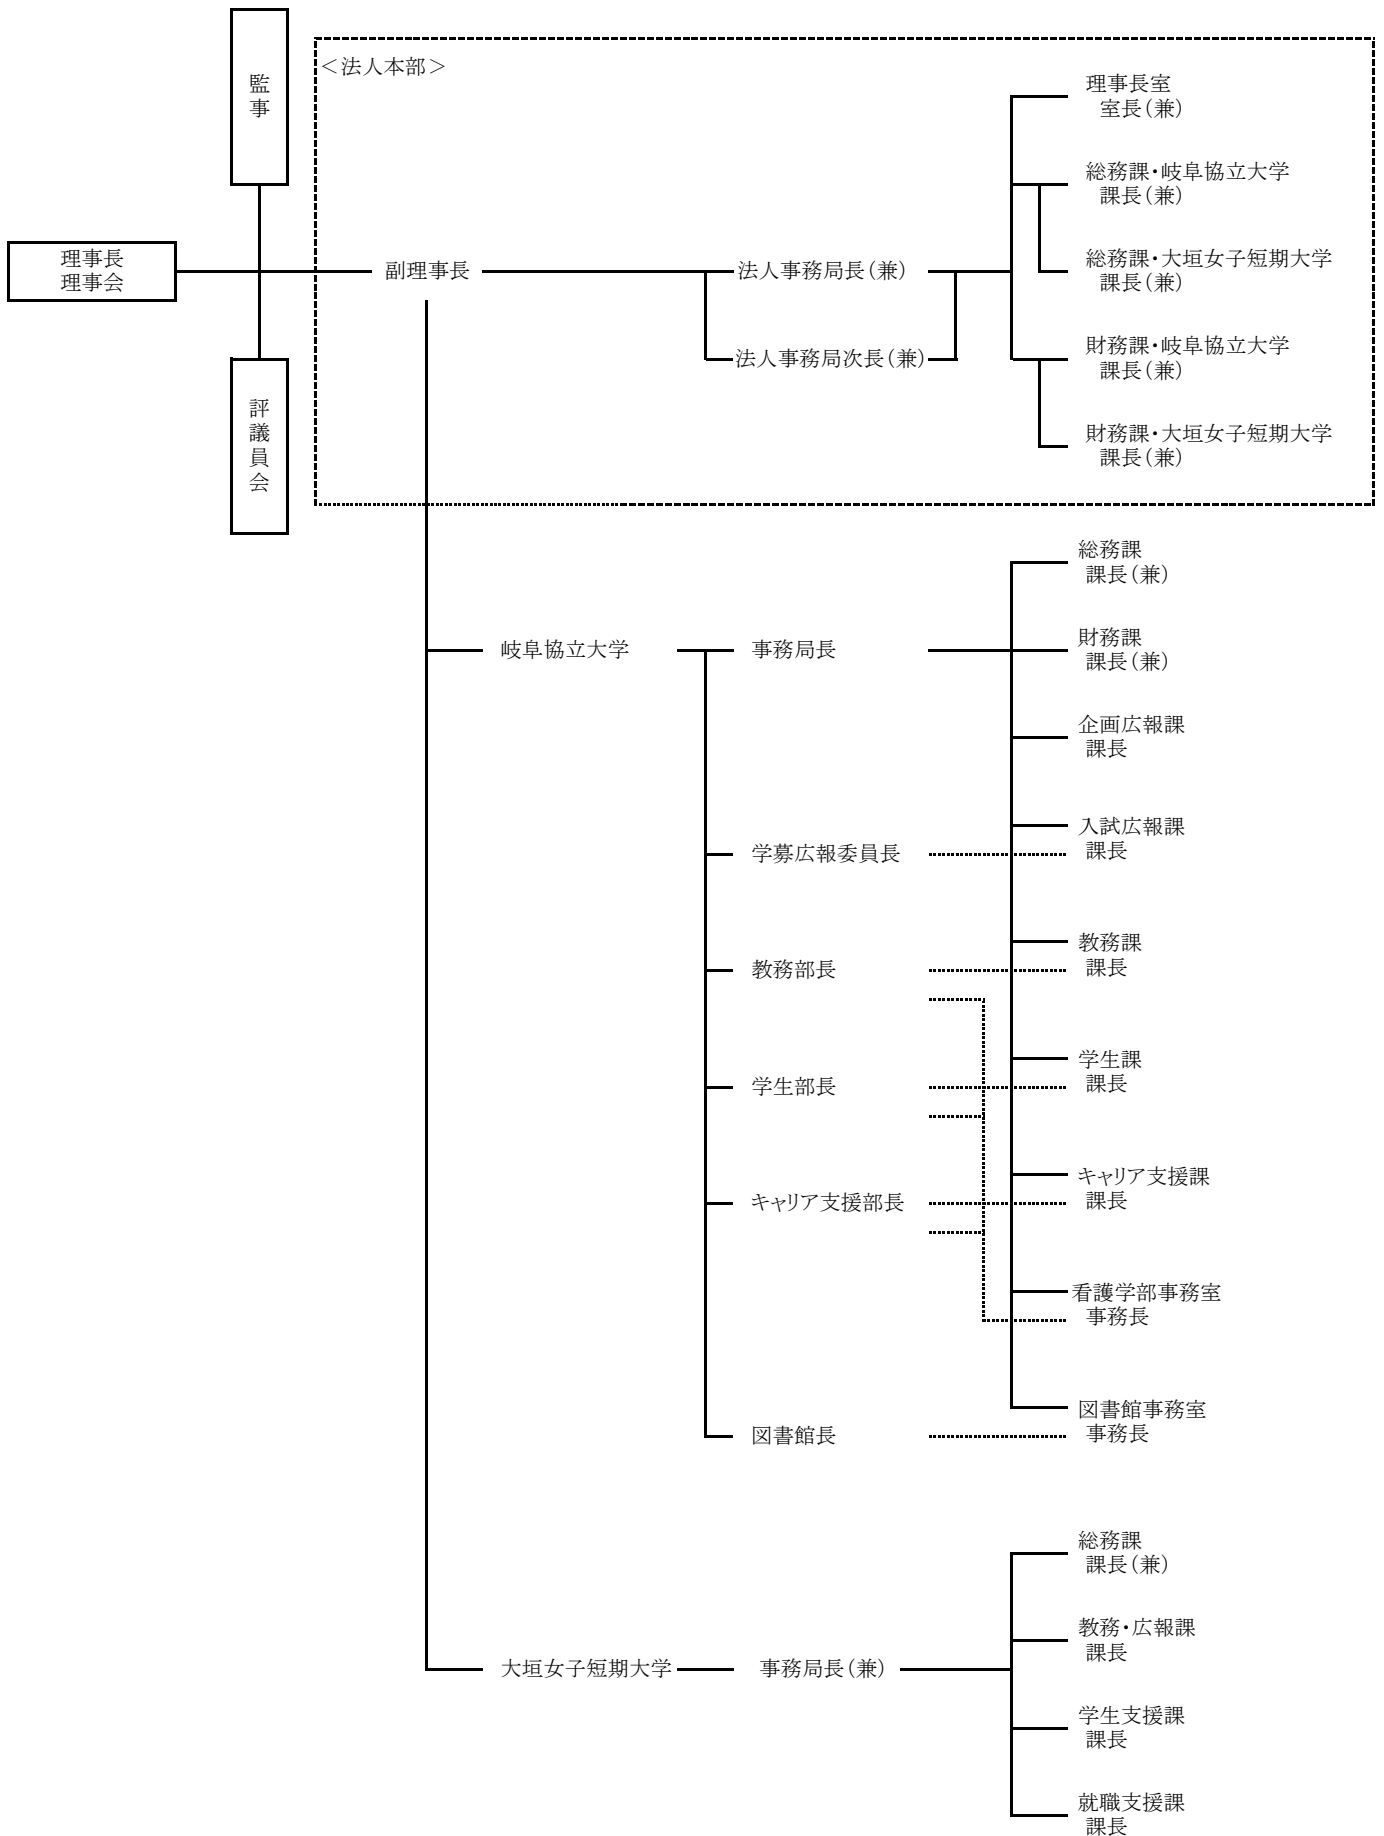 監事
＜法人本部＞
理事長室
室長（兼）
総務課・岐阜協立大学
課長（兼）
理事長
理事会
副理事長
法人事務局長（兼）
総務課・大垣女子短期大学
課長（兼）
法人事務局次長（兼）
財務課・岐阜協立大学
課長（兼）
評議員会
財務課・大垣女子短期大学
課長（兼）
総務課
課長（兼）
岐阜協立大学
事務局長
財務課
課長（兼）
企画広報課
課長
学募広報委員長
入試広報課
課長
教務部長
教務課
課長
学生部長
学生課
課長
キャリア支援部長
キャリア支援課
課長
看護学部事務室
事務長
図書館長
図書館事務室
事務長
総務課
課長（兼）
教務・広報課
課長
大垣女子短期大学
事務局長（兼）
学生支援課
課長
就職支援課
課長